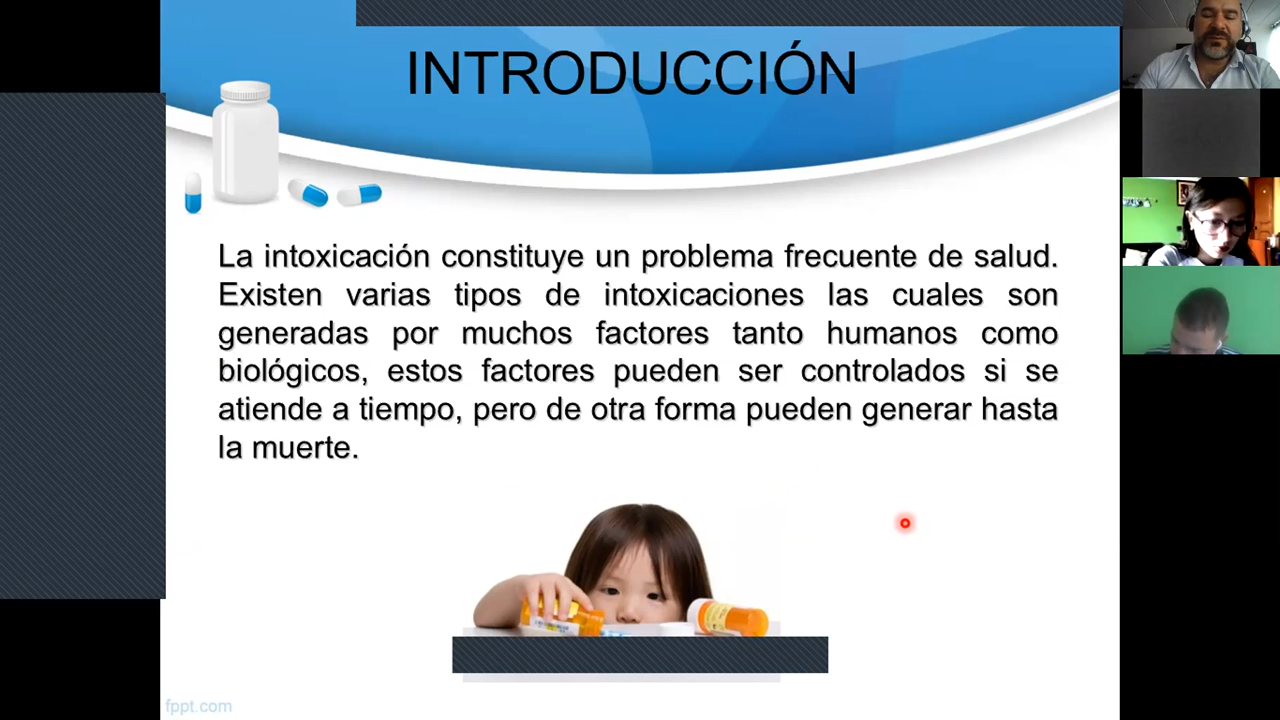 INTRODUCCIÓN
La intoxicación constituye un problema frecuente de salud.
Existen varias tipos de intoxicaciones las cuales son
generadas por muchos factores tanto humanos como
biológicos, estos factores pueden ser controlados si se
atiende a tiempo, pero de otra forma pueden generar hasta
la muerte.
fppt.com